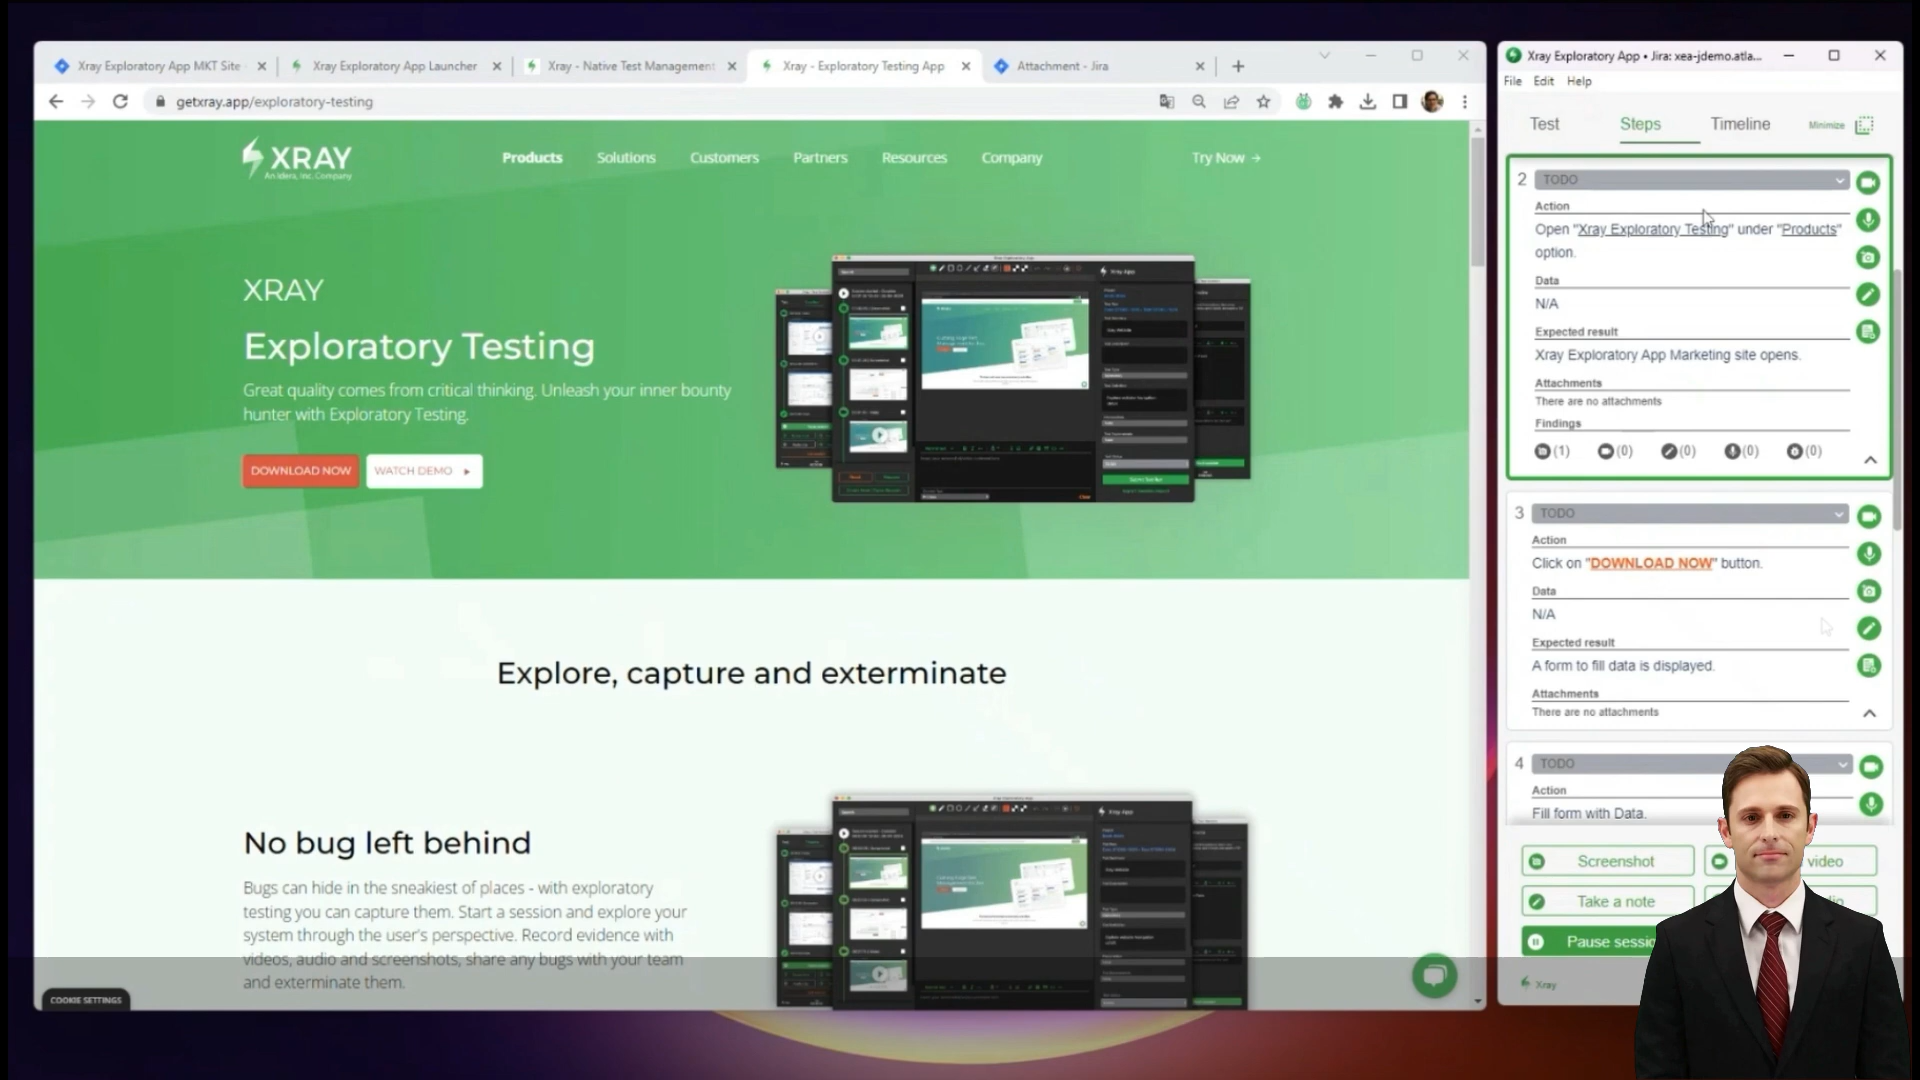 Xray Exploratory App MKT Site
Xray Exploratory App Launcher
Xray - Native Test Management
Xray - Exploratory Testing App
Attachment - Jira
getxray.app/exploratory-testing
XRAY
An Idera, Inc. Company
Products
Solutions
Customers
Partners
Resources
Company
Try Now →
XRAY
Exploratory Testing
Great quality comes from critical thinking. Unleash your inner bounty
hunter with Exploratory Testing.
DOWNLOAD NOW
WATCH DEMO
Explore, capture and exterminate
No bug left behind
Bugs can hide in the sneakiest of places - with exploratory
testing you can capture them. Start a session and explore your
system through the user's perspective. Record evidence with
videos, audio and screenshots, share any bugs with your team
and exterminate them.
COOKIE SETTINGS
Xray Exploratory App • Jira: xea-jdemo.atla...
File Edit Help
Test
Steps
Timeline
Minimize
2
TODO
Action
Open "Xray Exploratory Testing" under "Products"
option.
Data
N/A
Expected result
Xray Exploratory App Marketing site opens.
Attachments
There are no attachments
Findings
(1) (0) (0) (0) (0)
3
TODO
Action
Click on "DOWNLOAD NOW" button.
Data
N/A
Expected result
A form to fill data is displayed.
Attachments
There are no attachments
4
TODO
Action
Fill form with Data.
Screenshot
video
Take a note
Pause sessio
Xray